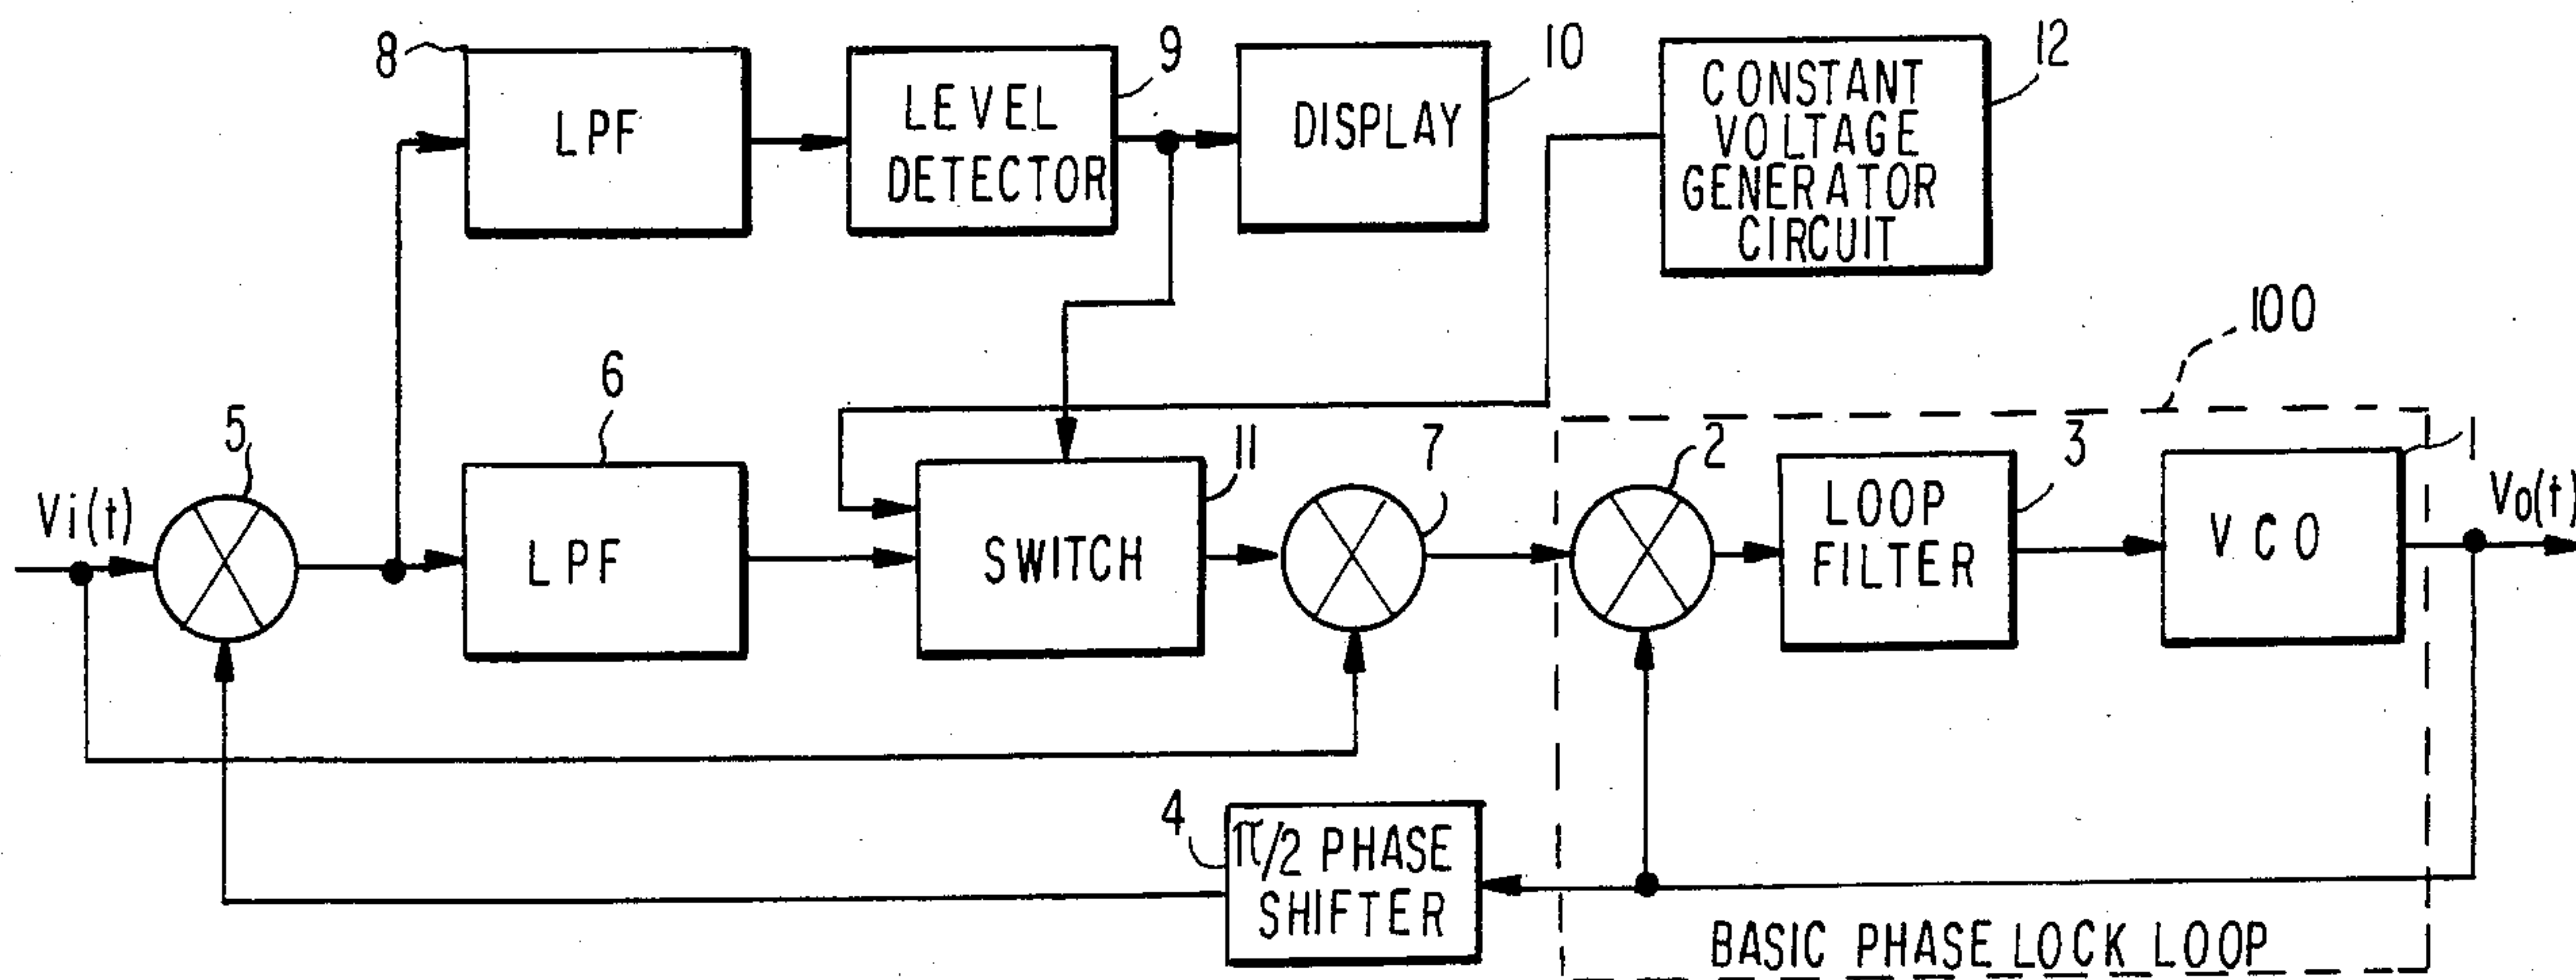 8
LPF
LEVEL
DETECTOR
9
DISPLAY
10
CONSTANT
VOLTAGE
GENERATOR
CIRCUIT
12
100
Vi(t)
5
6
LPF
SWITCH
11
7
2
LOOP
FILTER
3
VCO
1
Vo(t)
4
π/2 PHASE
SHIFTER
BASIC PHASE LOCK LOOP